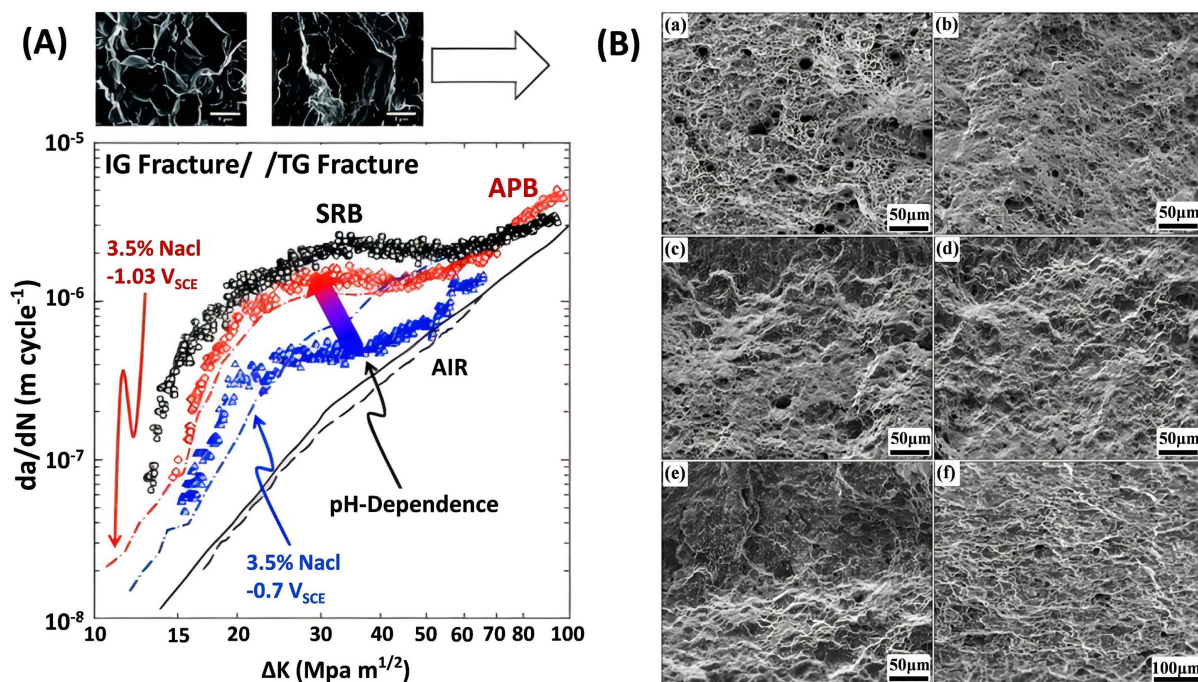 (A)
IG Fracture/ /TG Fracture
APB
SRB
3.5% Nacl
-1.03 V_SCE
AIR
pH-Dependence
3.5% Nacl
-0.7 V_SCE
da/dN (m cycle⁻¹)
10⁻⁵
10⁻⁶
10⁻⁷
10⁻⁸
10 15 20 30 40 50 60 70 100
ΔK (Mpa m^1/2)
(B)
(a)
50μm
(b)
50μm
(c)
50μm
(d)
50μm
(e)
50μm
(f)
100μm